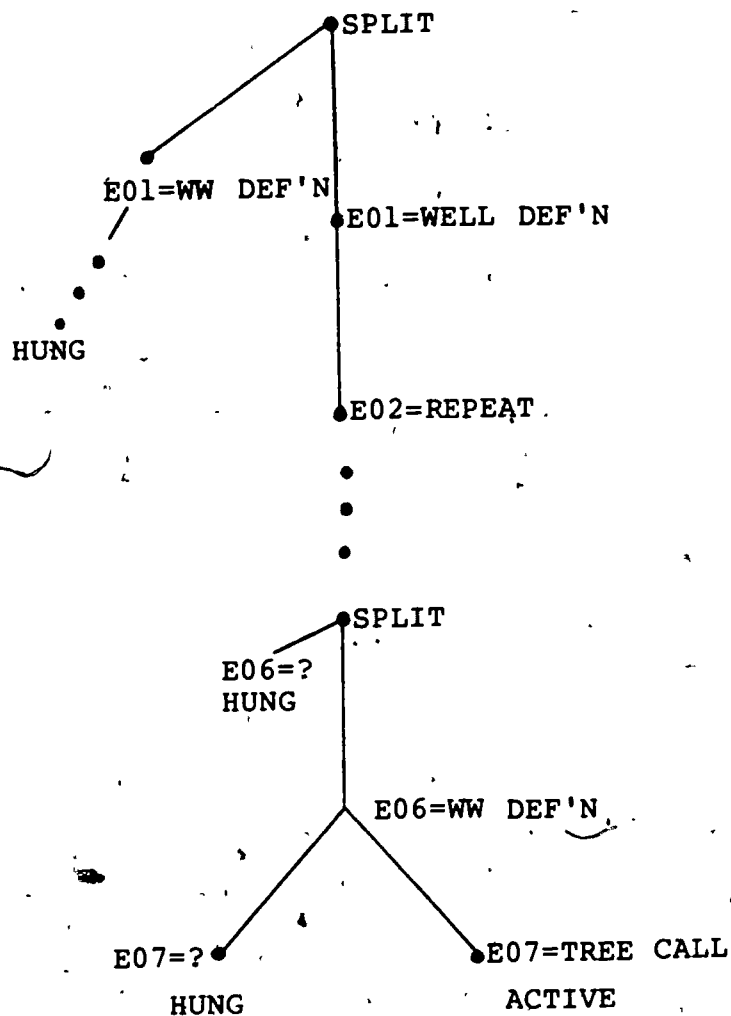 SPLIT
E01=WW DEF'N
E01=WELL DEF'N
HUNG
E02=REPEAT
SPLIT
E06=?
HUNG
E06=WW DEF'N
E07=?
HUNG
E07=TREE CALL
ACTIVE